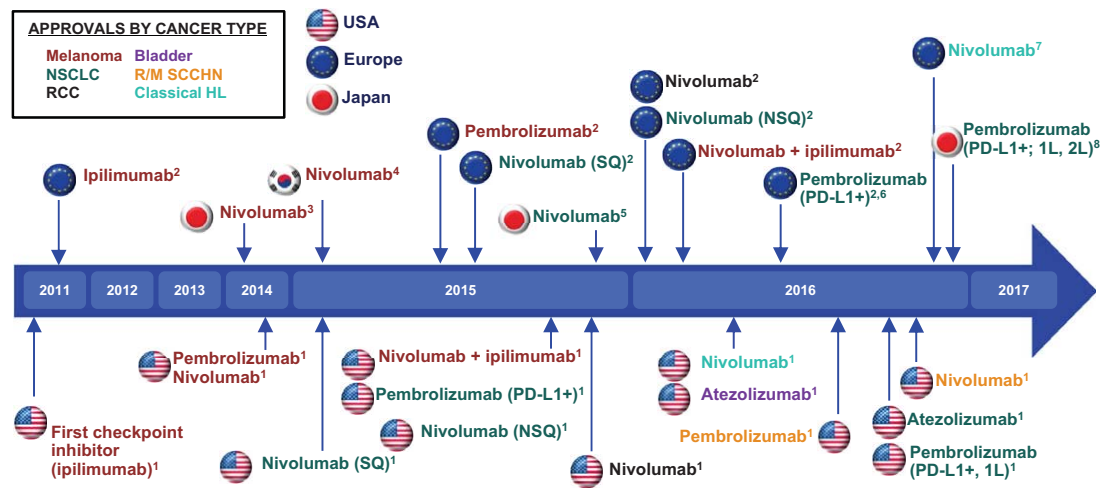 APPROVALS BY CANCER TYPE
Melanoma Bladder
NSCLC R/M SCCHN
RCC Classical HL
USA
Europe
Japan
Ipilimumab²
Nivolumab³
Nivolumab⁴
Pembrolizumab²
Nivolumab (SQ)²
Nivolumab⁵
Nivolumab²
Nivolumab (NSQ)²
Nivolumab + ipilimumab²
Pembrolizumab
(PD-L1+)²,⁶
Nivolumab⁷
Pembrolizumab
(PD-L1+; 1L, 2L)⁸
2011 2012 2013 2014 2015 2016 2017
First checkpoint
inhibitor
(ipilimumab)¹
Pembrolizumab¹
Nivolumab¹
Nivolumab (SQ)¹
Nivolumab + ipilimumab¹
Pembrolizumab (PD-L1+)¹
Nivolumab (NSQ)¹
Nivolumab¹
Nivolumab¹
Atezolizumab¹
Pembrolizumab¹
Nivolumab¹
Atezolizumab¹
Pembrolizumab
(PD-L1+, 1L)¹